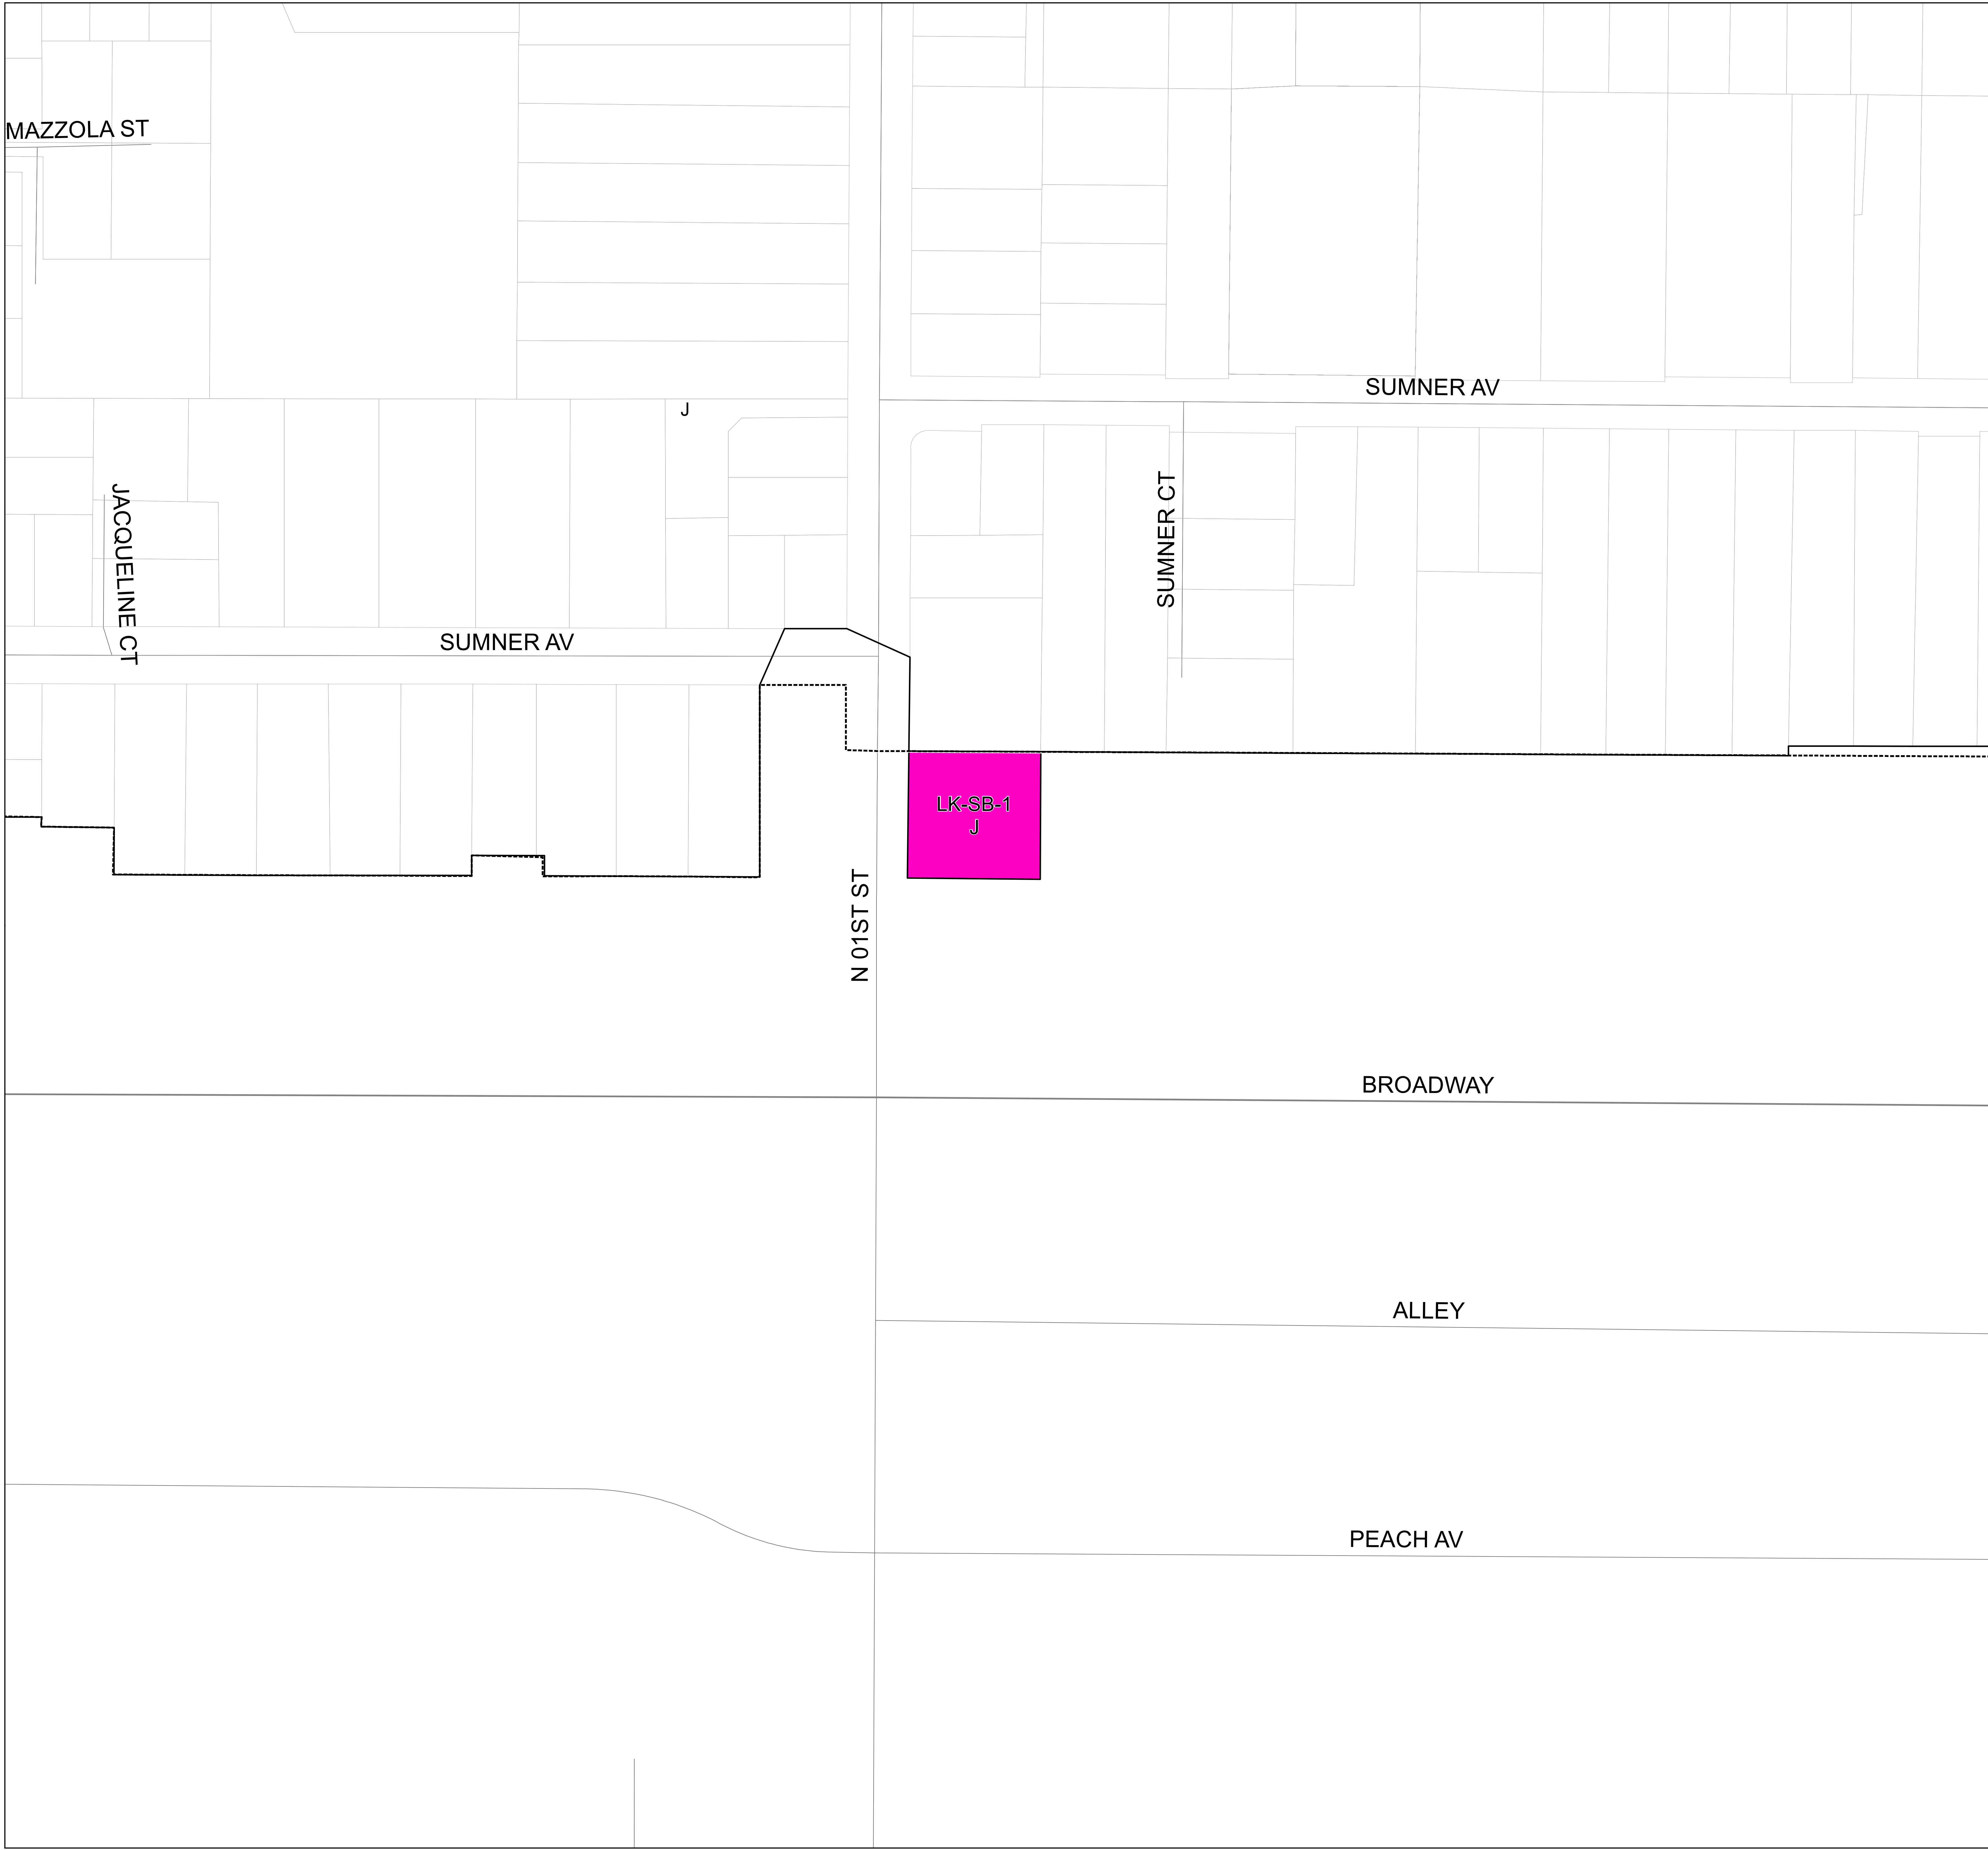 MAZZOLA ST
SUMNER AV
J
JACQUELINE CT
SUMNER CT
SUMNER AV
LK-SB-1
J
N 01ST ST
BROADWAY
ALLEY
PEACH AV